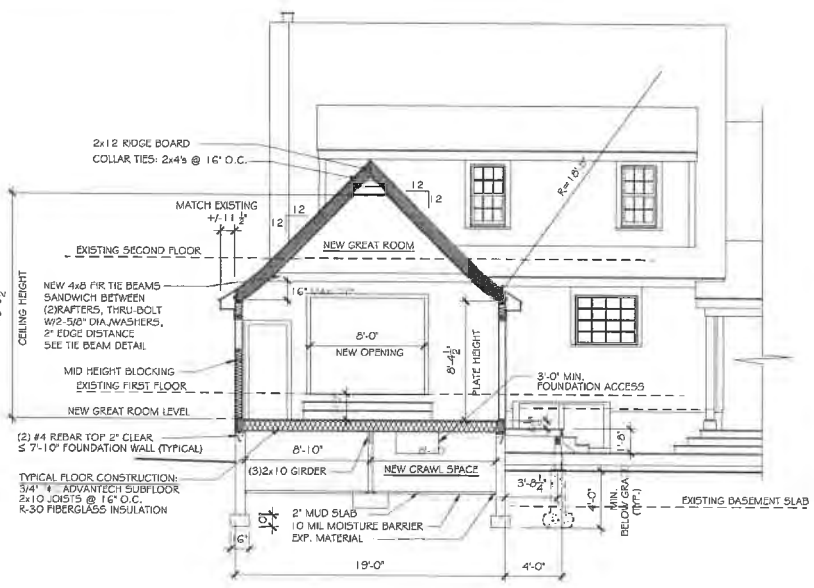 2x12 RIDGE BOARD
COLLAR TIES: 2x4's @ 16" O.C.
R=18'-0"
12
12
MATCH EXISTING
+/-11 1/2"
12
12
EXISTING SECOND FLOOR
NEW GREAT ROOM
CEILING HEIGHT
NEW 4x8 FIR TIE BEAMS
SANDWICH BETWEEN
(2)RAFTERS, THRU-BOLT
W/2-5/8" DIA./WASHERS,
2" EDGE DISTANCE
SEE TIE BEAM DETAIL
16"
8'-0"
NEW OPENING
8'-4 1/2"
PLATE HEIGHT
MID HEIGHT BLOCKING
EXISTING FIRST FLOOR
3'-0" MIN.
FOUNDATION ACCESS
NEW GREAT ROOM LEVEL
(2) #4 REBAR TOP 2" CLEAR
≤ 7'-10" FOUNDATION WALL (TYPICAL)
8'-10"
1'-8"
(3)2x10 GIRDER
NEW CRAWL SPACE
TYPICAL FLOOR CONSTRUCTION:
3/4" ADVANTECH SUBFLOOR
2x10 JOISTS @ 16" O.C.
R-30 FIBERGLASS INSULATION
3'-8 1/4"
4'-0"
MIN.
BELOW GRADE
(TYP.)
EXISTING BASEMENT SLAB
2" MUD SLAB
10 MIL MOISTURE BARRIER
EXP. MATERIAL
10"
16"
19'-0"
4'-0"